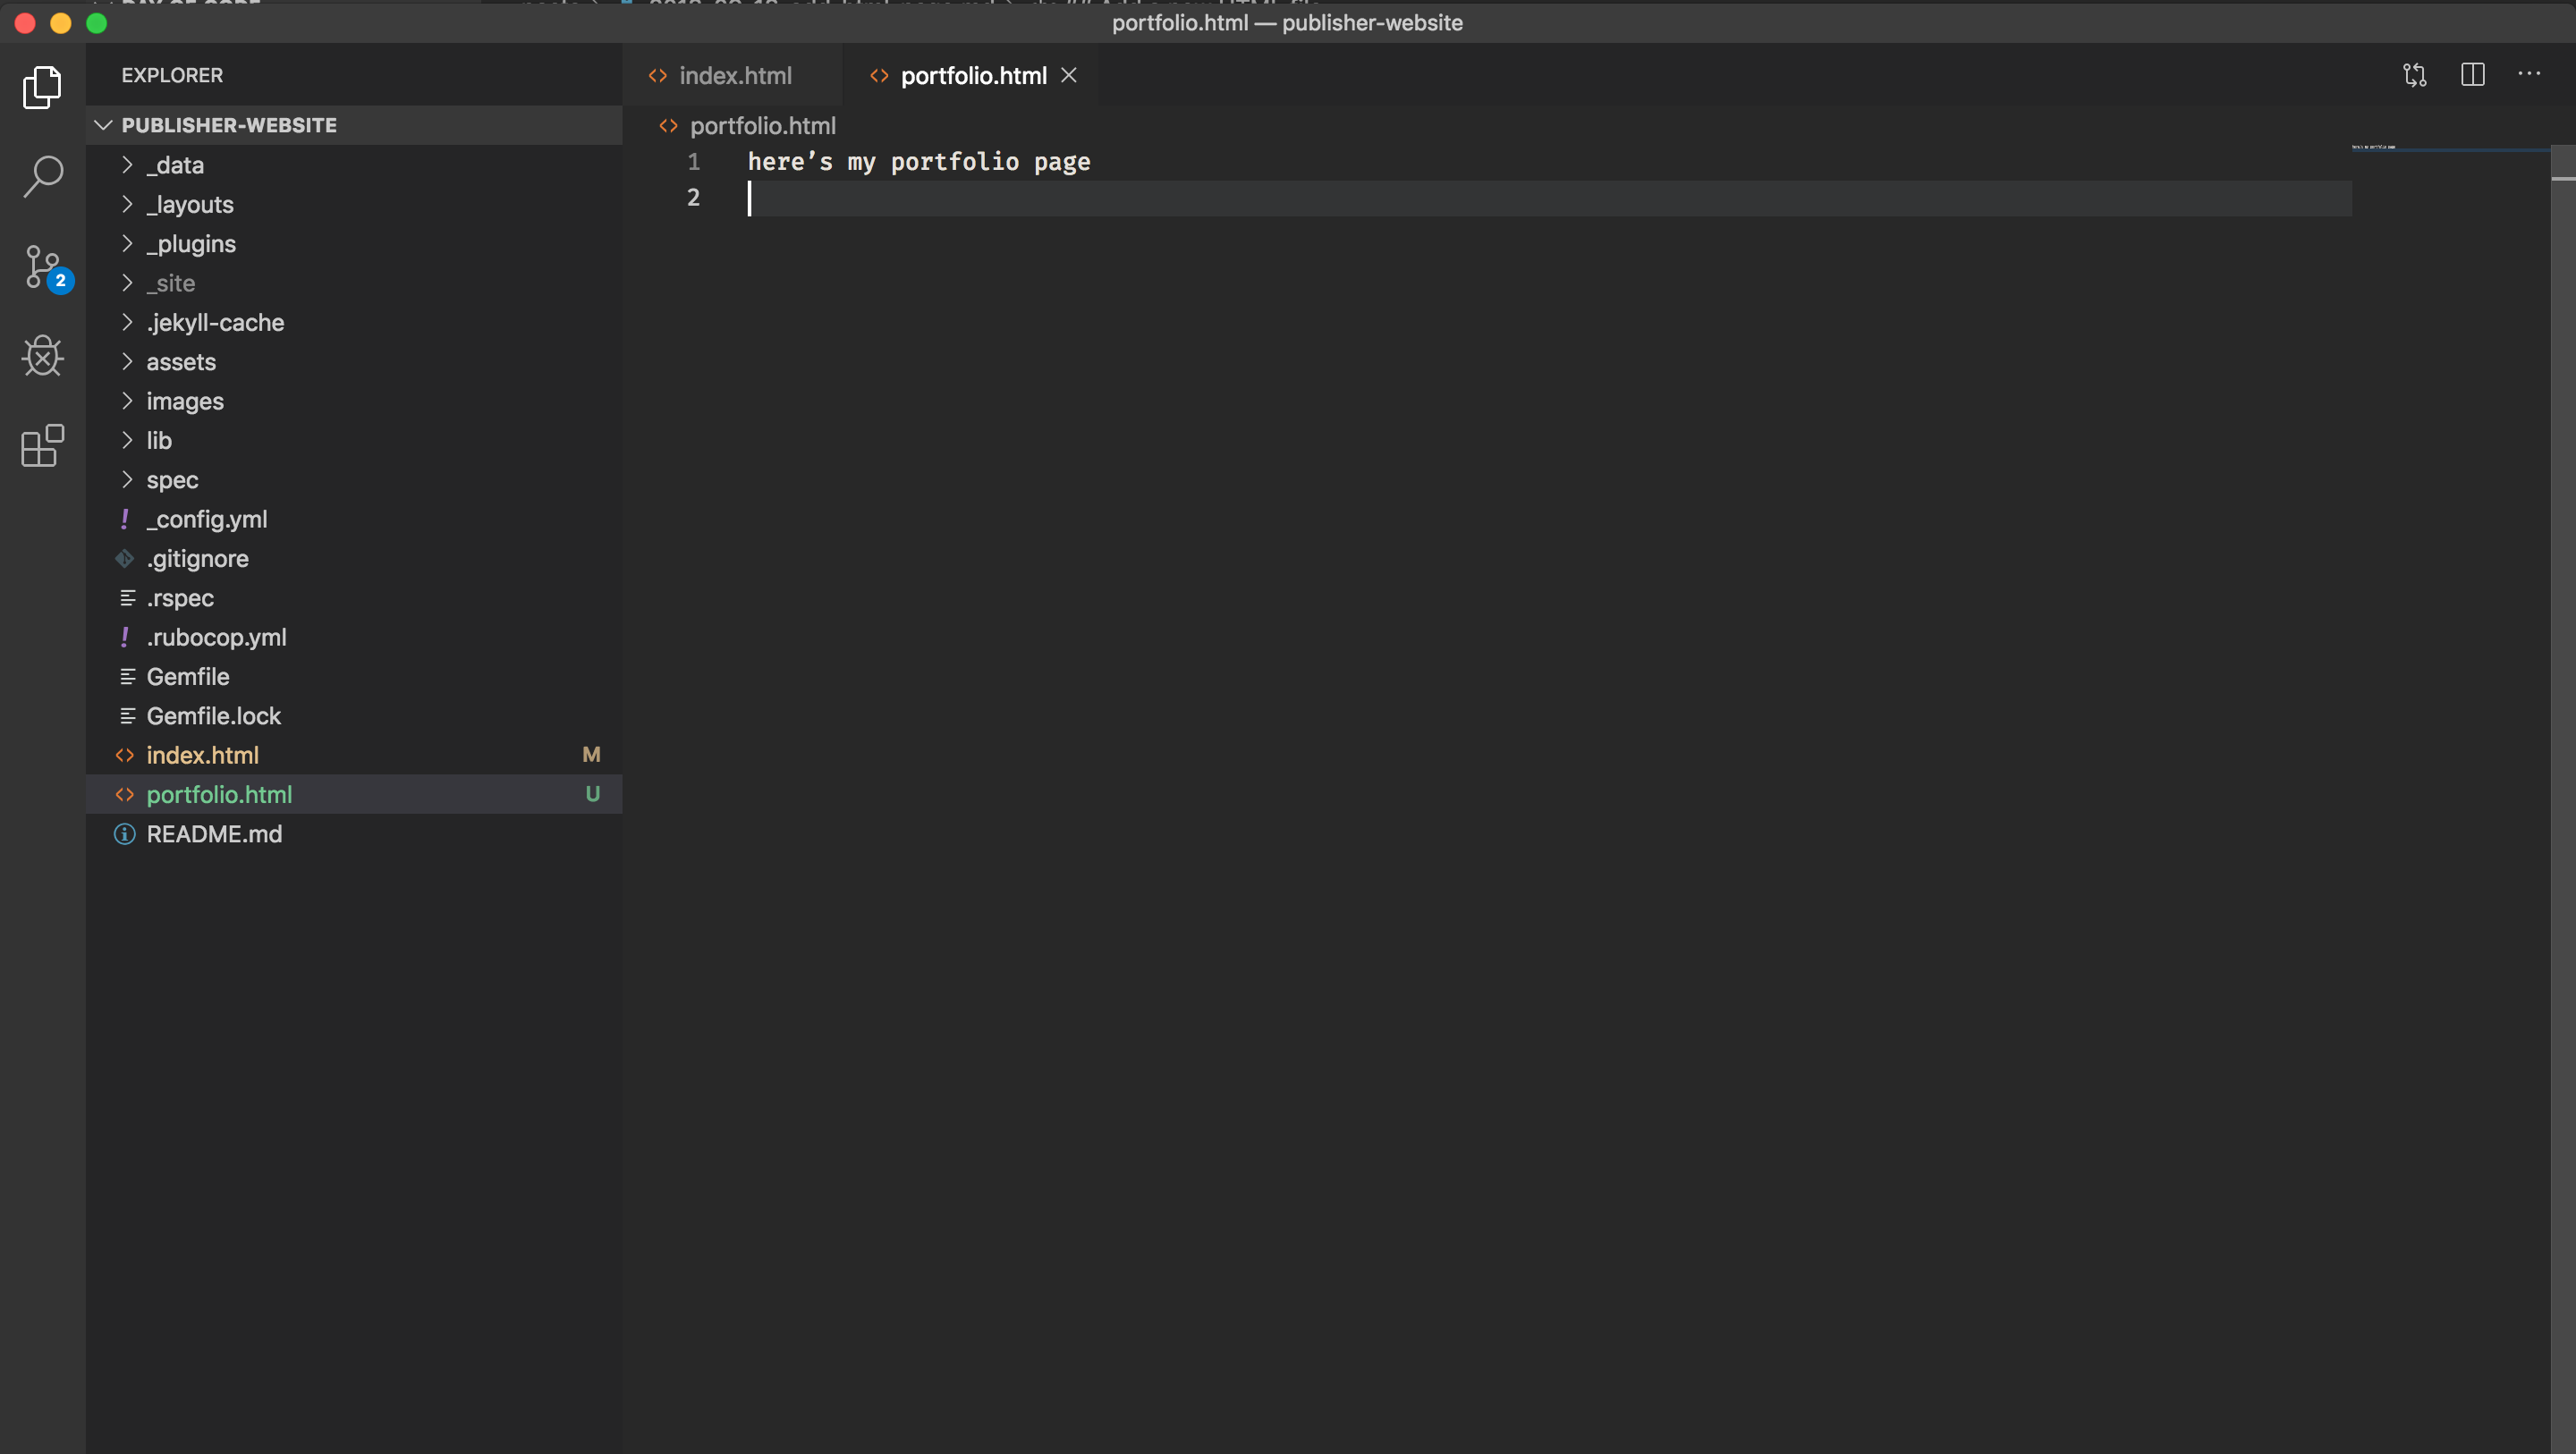 portfolio.html — publisher-website
EXPLORER
index.html
portfolio.html
PUBLISHER-WEBSITE
portfolio.html
_data
_layouts
_plugins
_site
.jekyll-cache
assets
images
lib
spec
_config.yml
.gitignore
.rspec
.rubocop.yml
Gemfile
Gemfile.lock
index.html M
portfolio.html U
README.md
2
1 here’s my portfolio page
2